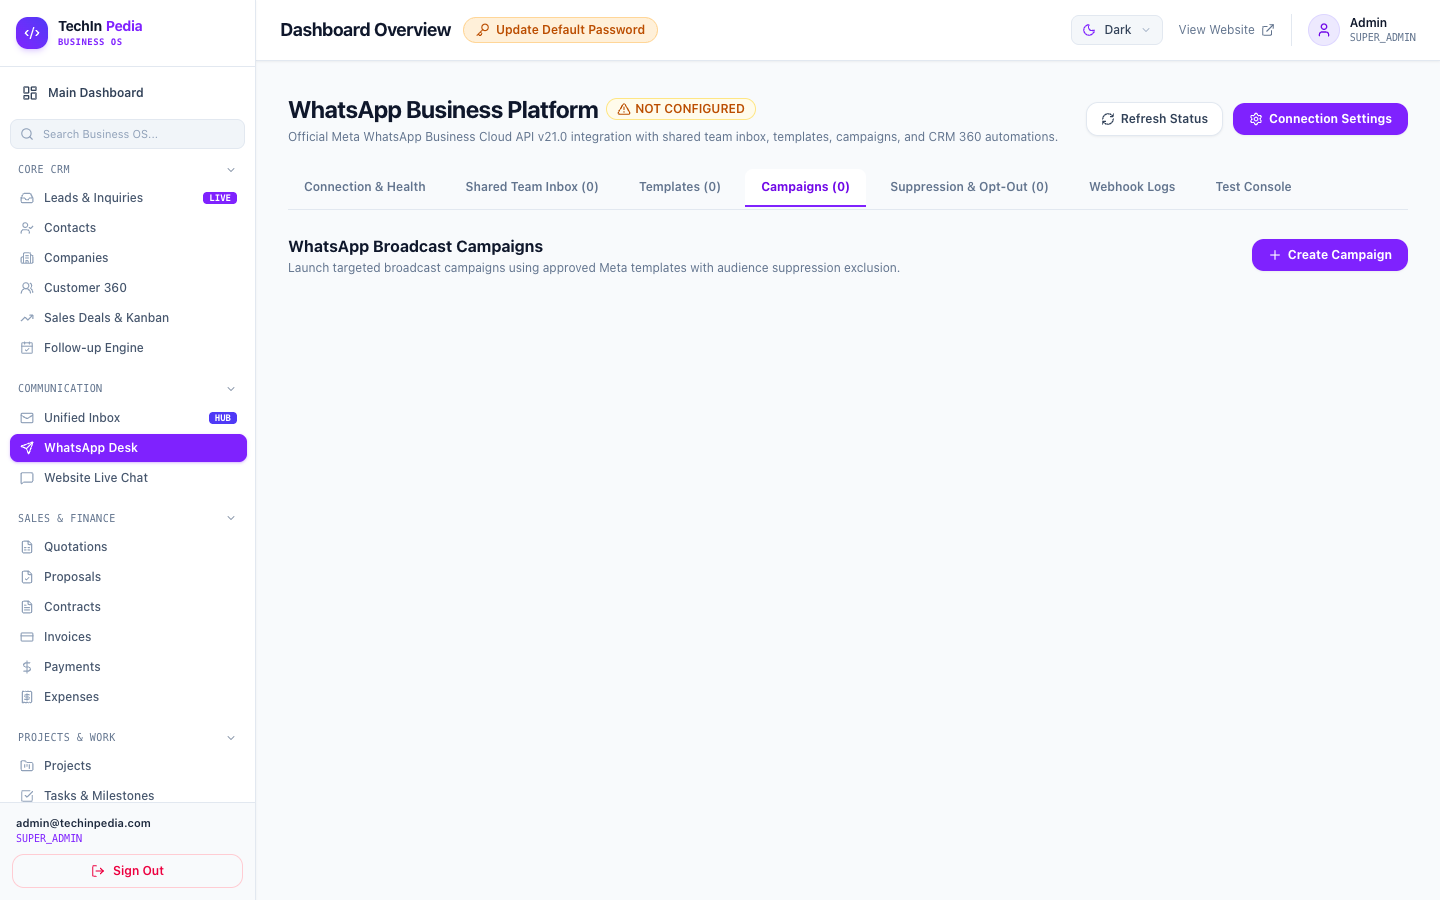 TechIn Pedia
BUSINESS OS
Main Dashboard
Search Business OS...
CORE CRM
Leads & Inquiries
LIVE
Contacts
Companies
Customer 360
Sales Deals & Kanban
Follow-up Engine
COMMUNICATION
Unified Inbox
HUB
WhatsApp Desk
Website Live Chat
SALES & FINANCE
Quotations
Proposals
Contracts
Invoices
Payments
Expenses
PROJECTS & WORK
Projects
Tasks & Milestones
admin@techinpedia.com
SUPER_ADMIN
Sign Out
Dashboard Overview
Update Default Password
Dark
View Website
Admin
SUPER_ADMIN
WhatsApp Business Platform
NOT CONFIGURED
Official Meta WhatsApp Business Cloud API v21.0 integration with shared team inbox, templates, campaigns, and CRM 360 automations.
Refresh Status
Connection Settings
Connection & Health
Shared Team Inbox (0)
Templates (0)
Campaigns (0)
Suppression & Opt-Out (0)
Webhook Logs
Test Console
WhatsApp Broadcast Campaigns
Launch targeted broadcast campaigns using approved Meta templates with audience suppression exclusion.
Create Campaign